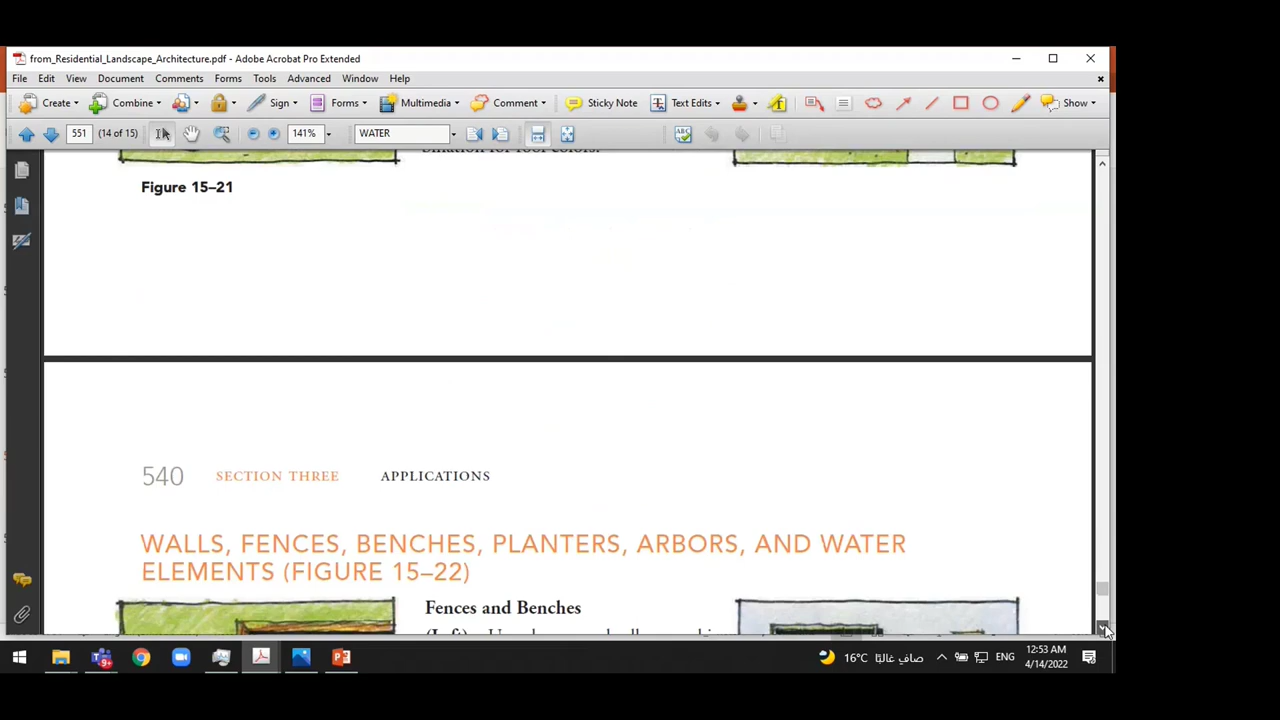 from_Residential_Landscape_Architecture.pdf - Adobe Acrobat Pro Extended
File Edit View Document Comments Forms Tools Advanced Window Help
Create Combine Sign Forms Multimedia Comment Sticky Note Text Edits Show
551 (14 of 15) 141% WATER
Figure 15–21
540 SECTION THREE APPLICATIONS
WALLS, FENCES, BENCHES, PLANTERS, ARBORS, AND WATER
ELEMENTS (FIGURE 15–22)
Fences and Benches
16°C صافٍ غالبًا ENG 12:53 AM
4/14/2022